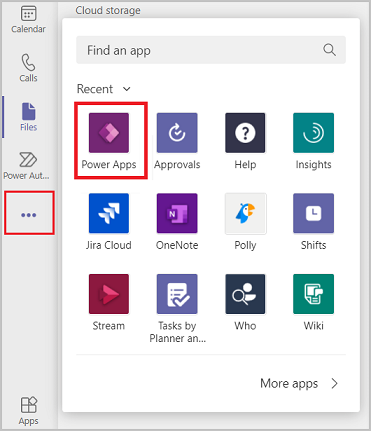 Calendar
Calls
Files
Power Aut...
Apps
Cloud storage
Find an app
Recent
Power Apps
Approvals
Help
Insights
Jira Cloud
OneNote
Polly
Shifts
Stream
Tasks by
Planner an...
Who
Wiki
More apps